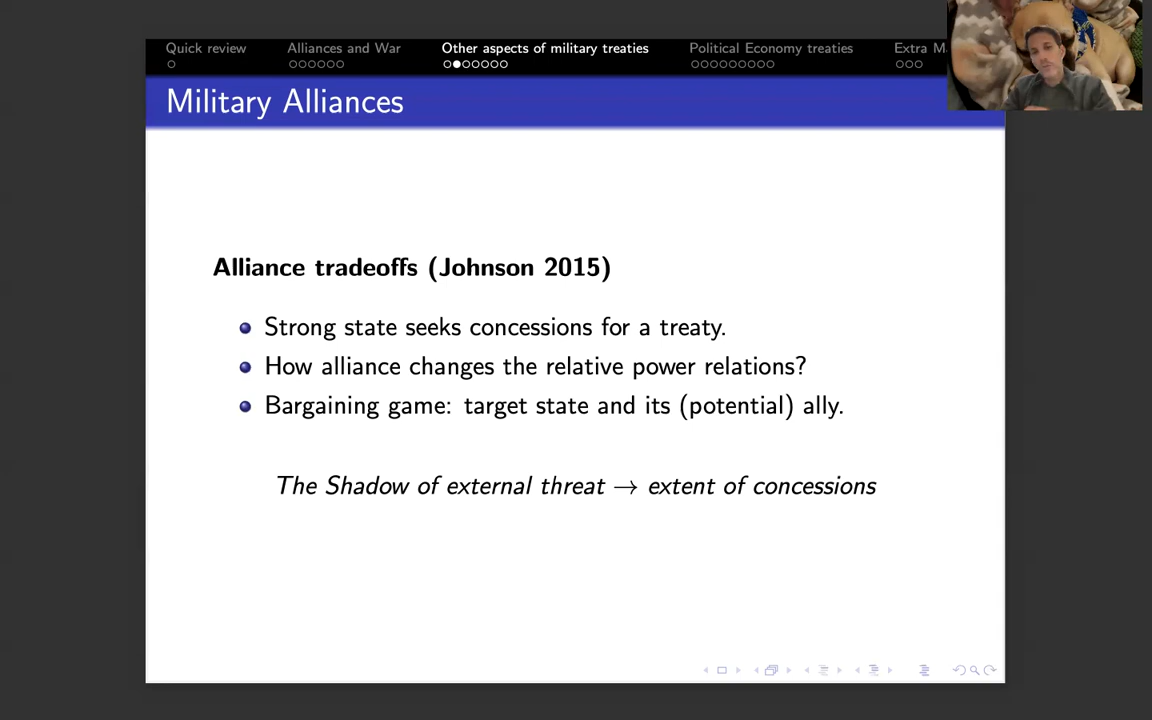 Quick review
Alliances and War
Other aspects of military treaties
Political Economy treaties
Extra
Military Alliances
Alliance tradeoffs (Johnson 2015)
Strong state seeks concessions for a treaty.
How alliance changes the relative power relations?
Bargaining game: target state and its (potential) ally.
The Shadow of external threat → extent of concessions